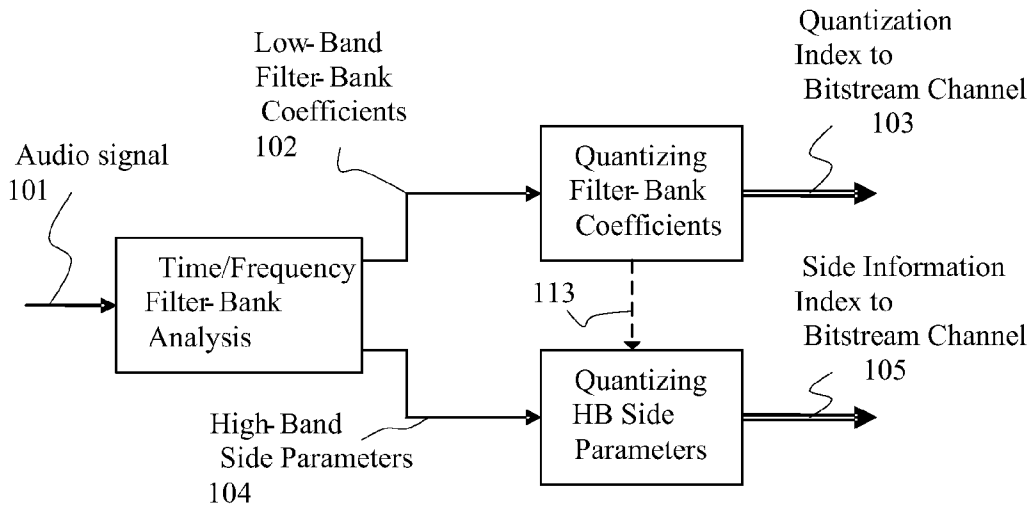 Audio signal
101
Time/Frequency
Filter-Bank
Analysis
Low-Band
Filter-Bank
Coefficients
102
Quantizing
Filter-Bank
Coefficients
Quantization
Index to
Bitstream Channel
103
113
High-Band
Side Parameters
104
Quantizing
HB Side
Parameters
Side Information
Index to
Bitstream Channel
105